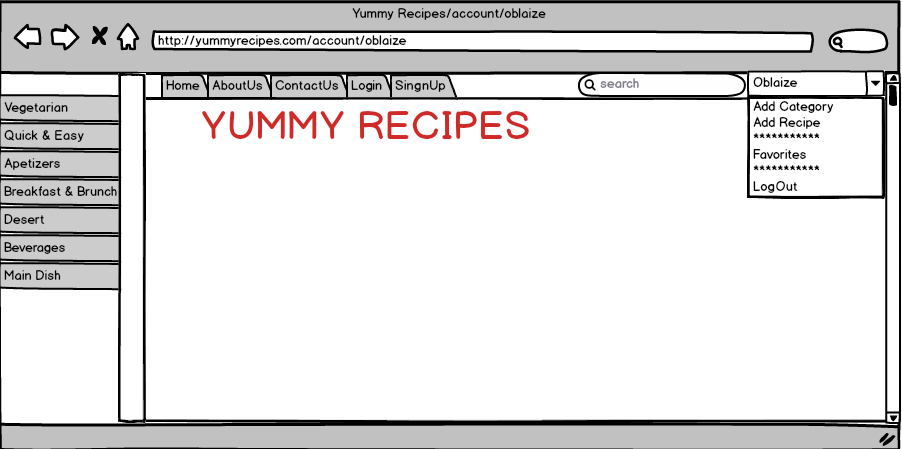 Yummy Recipes/account/oblaize
http://yummyrecipes.com/account/oblaize
Home AboutUs ContactUs Login SingnUp search Oblaize
Add Category
Add Recipe
***********
Favorites
***********
LogOut
YUMMY RECIPES
Vegetarian
Quick & Easy
Apetizers
Breakfast & Brunch
Desert
Beverages
Main Dish